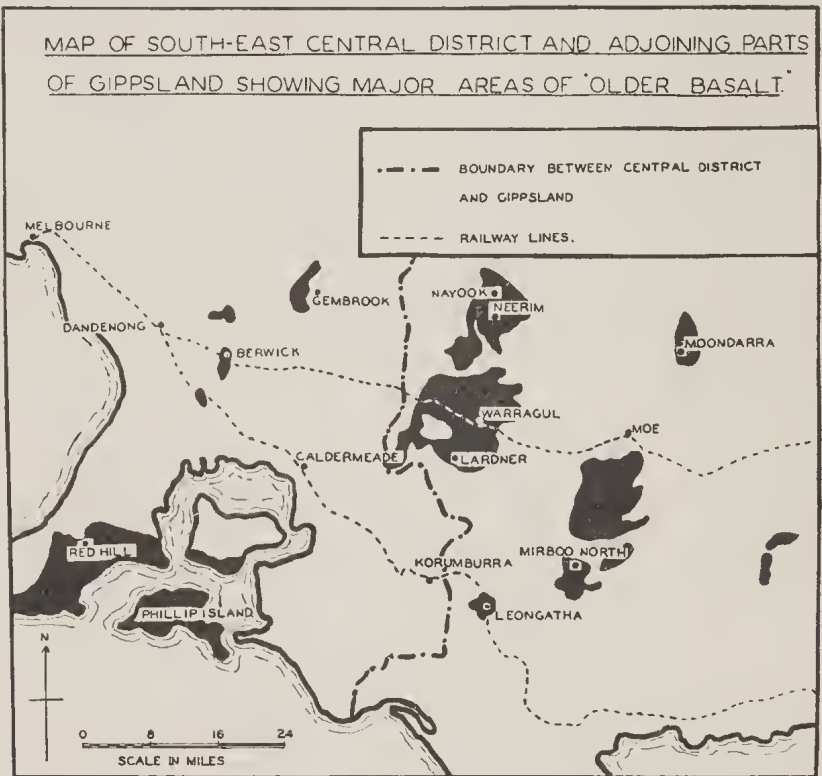 MAP OF SOUTH-EAST CENTRAL DISTRICT AND ADJOINING PARTS
OF GIPPSLAND SHOWING MAJOR AREAS OF "OLDER BASALT."
BOUNDARY BETWEEN CENTRAL DISTRICT
AND GIPPSLAND
RAILWAY LINES.
MELBOURNE
GEMBROOK
NAYOOK
NEERIM
DANDENONG
MOONDARRA
BERWICK
WARRAGUL
MOE
CALDERMEADE
LARDNER
RED HILL
MIRBOO NORTH
KORUMBURRA
PHILLIP ISLAND
LEONGATHA
N
0 8 16 24
SCALE IN MILES